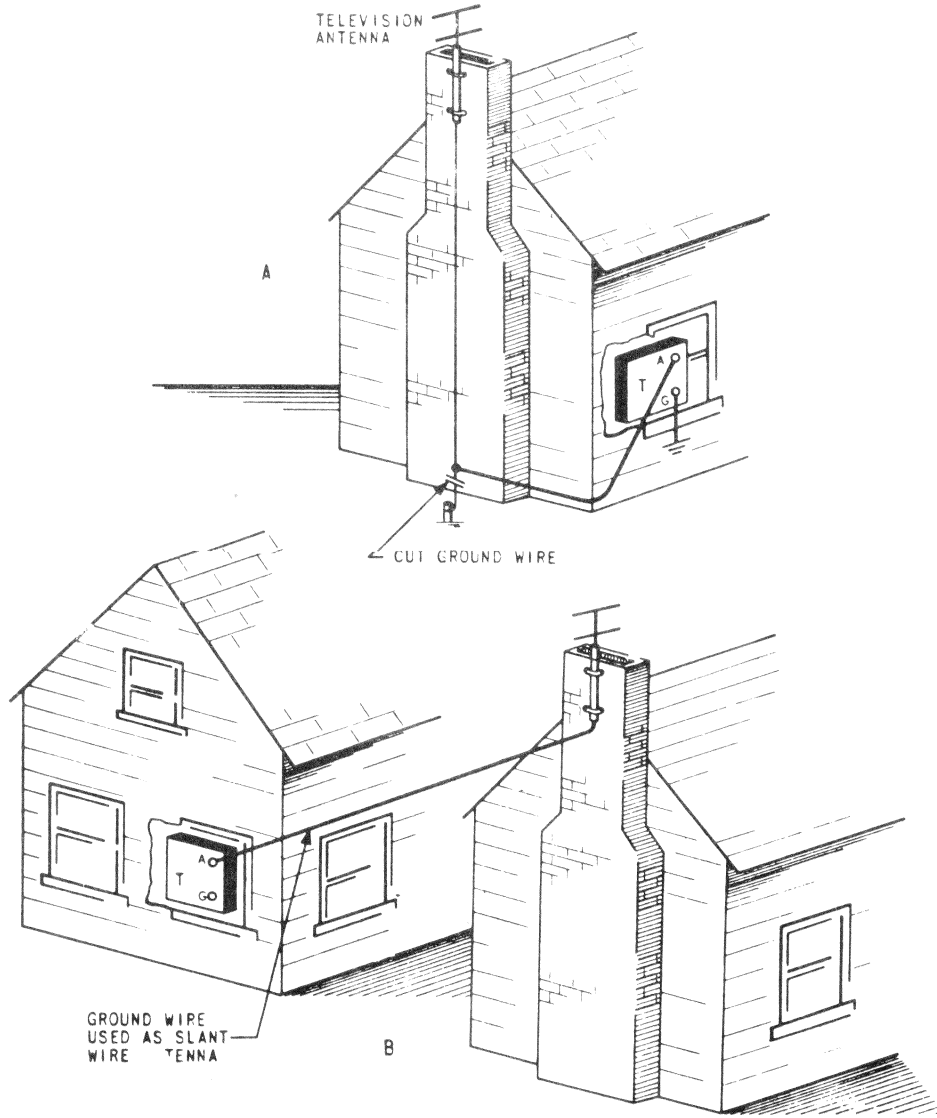 TELEVISION
ANTENNA
A
A
T
G
CUT GROUND WIRE
A
T
G
GROUND WIRE
USED AS SLANT
WIRE TENNA
B